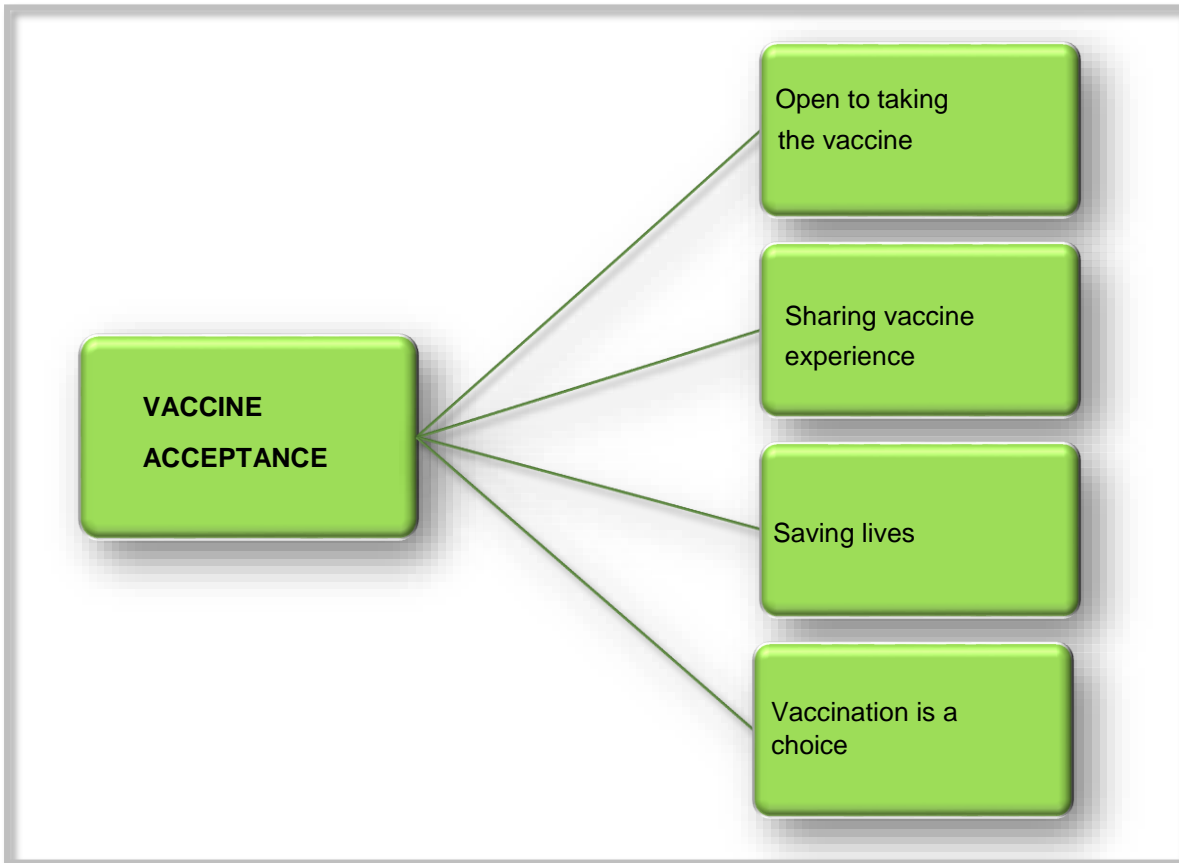 Open to taking
the vaccine
Sharing vaccine
experience
VACCINE
ACCEPTANCE
Saving lives
Vaccination is a
choice